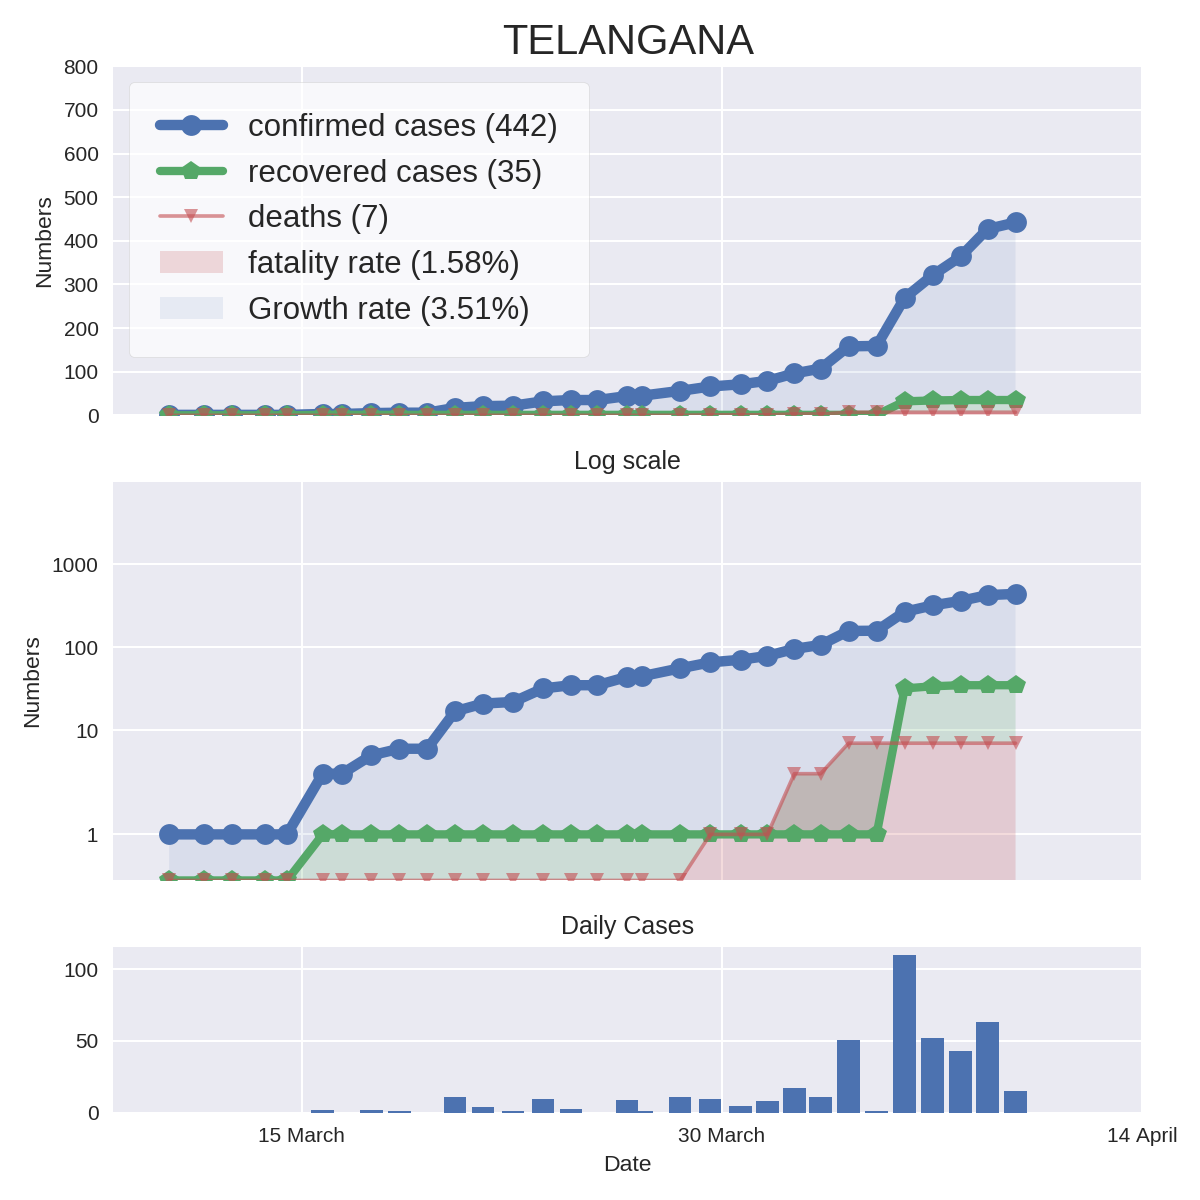 TELANGANA
800
700
600
500
400
300
200
100
0
Numbers
confirmed cases (442)
recovered cases (35)
deaths (7)
fatality rate (1.58%)
Growth rate (3.51%)
Log scale
1000
100
10
1
Numbers
Daily Cases
100
50
0
15 March
30 March
14 April
Date